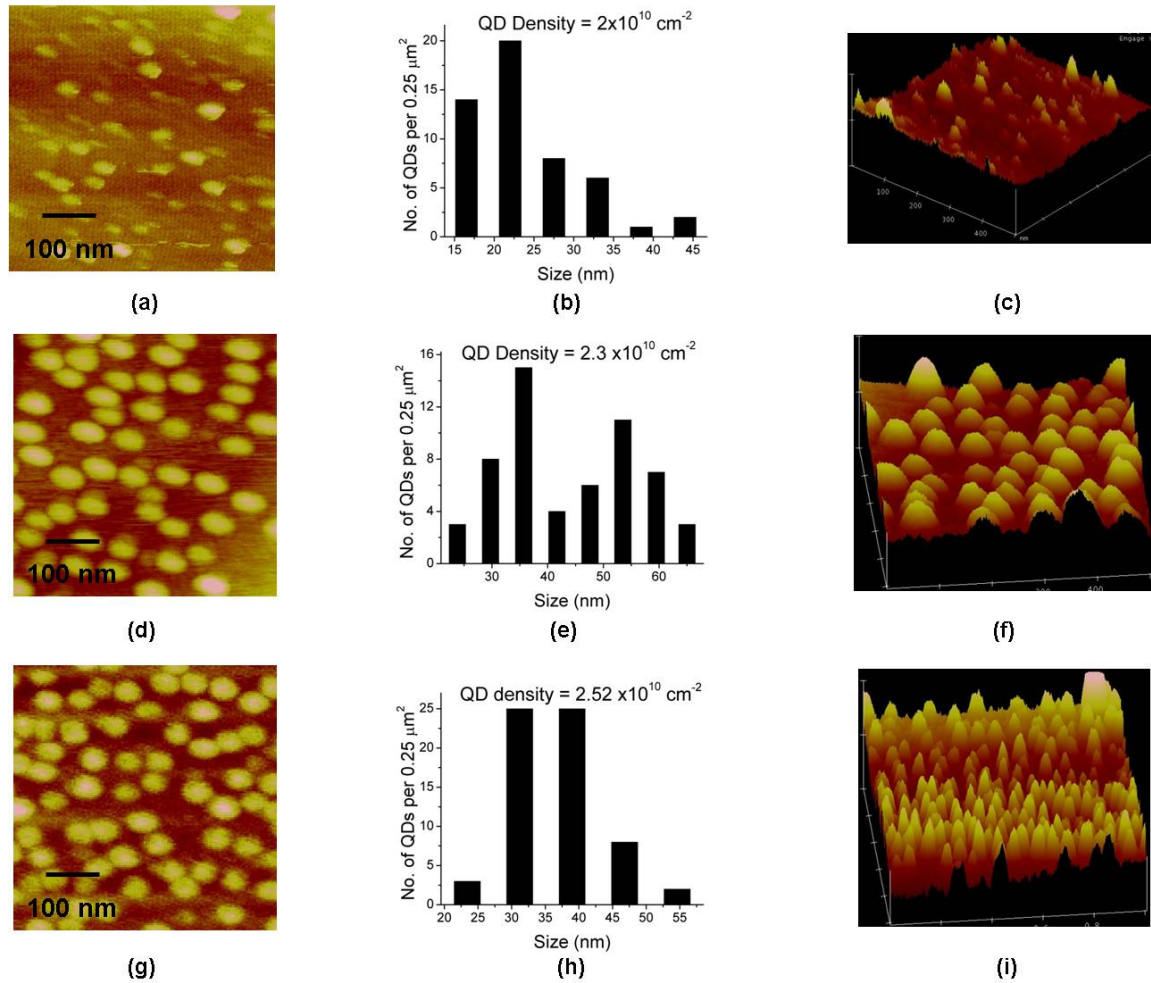 100 nm
(a)
QD Density = 2x10¹⁰ cm⁻²
No. of QDs per 0.25 μm²
20
15
10
5
0
15 20 25 30 35 40 45
Size (nm)
(b)
Engage
100
200
300
400
nm
(c)
100 nm
(d)
QD Density = 2.3 x10¹⁰ cm⁻²
No. of QDs per 0.25 μm²
16
12
8
4
0
30 40 50 60
Size (nm)
(e)
400
(f)
100 nm
(g)
QD density = 2.52 x10¹⁰ cm⁻²
No. of QDs per 0.25 μm²
25
20
15
10
5
0
20 25 30 35 40 45 50 55
Size (nm)
(h)
0.8
(i)